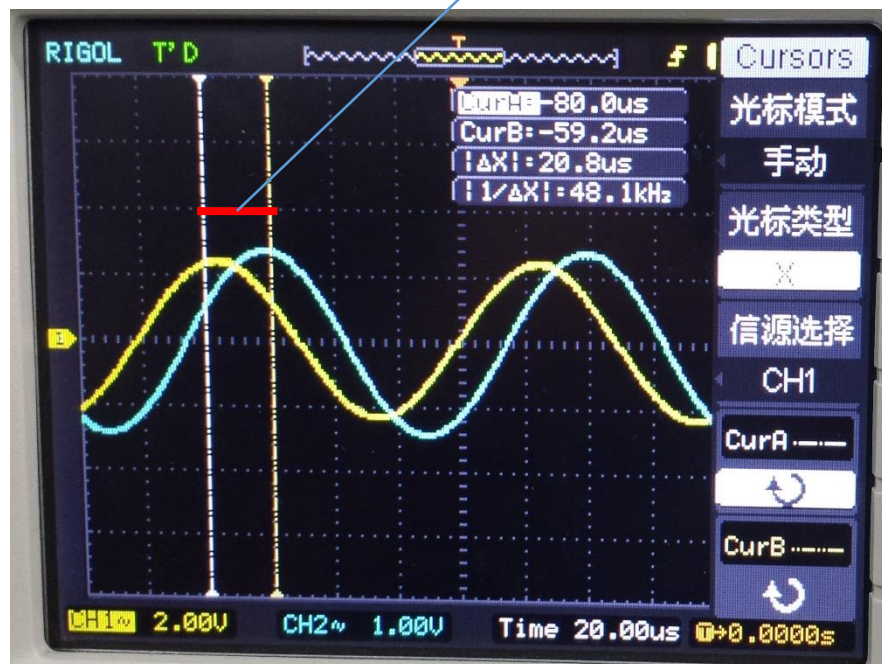 RIGOL T'D T Cursors
CurA=-80.0us
CurB=-59.2us
|ΔX|=20.8us
|1/ΔX|=48.1kHz
光标模式
手动
光标类型
X
信源选择
CH1
CurA
CurB
1
CH1~ 2.00V CH2~ 1.00V Time 20.00us T→0.0000s